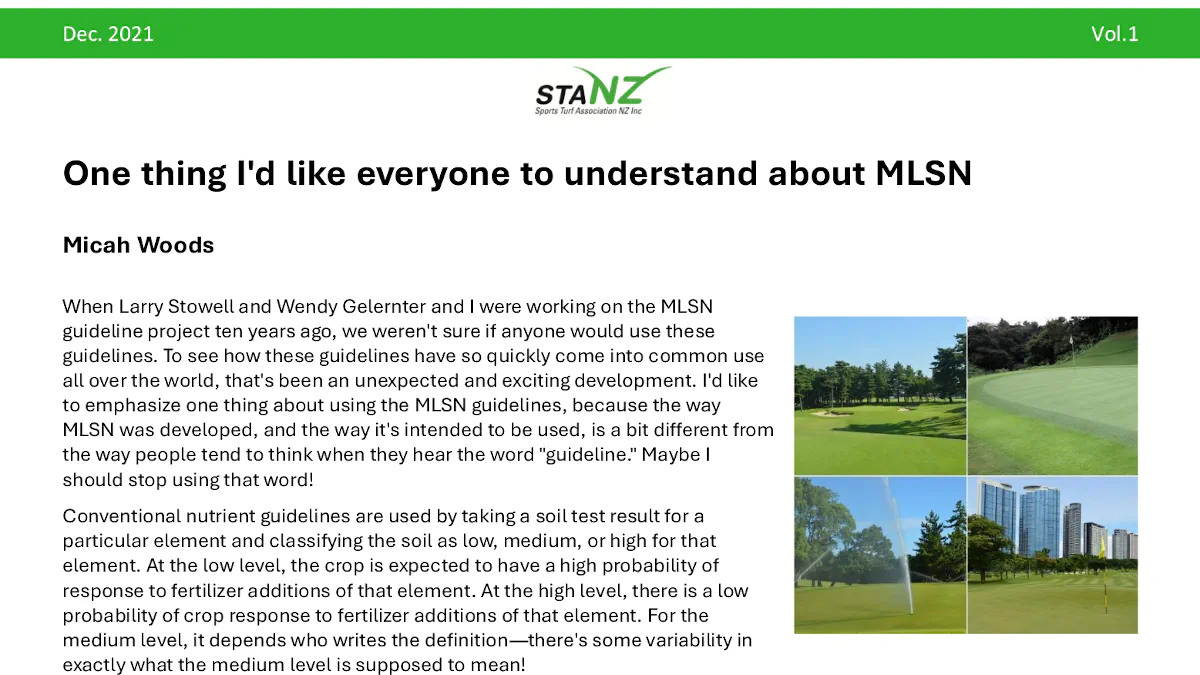 Dec. 2021
Vol.1
STANZ
Sports Turf Association NZ Inc
One thing I'd like everyone to understand about MLSN
Micah Woods
When Larry Stowell and Wendy Gelernter and I were working on the MLSN
guideline project ten years ago, we weren't sure if anyone would use these
guidelines. To see how these guidelines have so quickly come into common use
all over the world, that's been an unexpected and exciting development. I'd like
to emphasize one thing about using the MLSN guidelines, because the way
MLSN was developed, and the way it's intended to be used, is a bit different from
the way people tend to think when they hear the word "guideline." Maybe I
should stop using that word!
Conventional nutrient guidelines are used by taking a soil test result for a
particular element and classifying the soil as low, medium, or high for that
element. At the low level, the crop is expected to have a high probability of
response to fertilizer additions of that element. At the high level, there is a low
probability of crop response to fertilizer additions of that element. For the
medium level, it depends who writes the definition—there's some variability in
exactly what the medium level is supposed to mean!